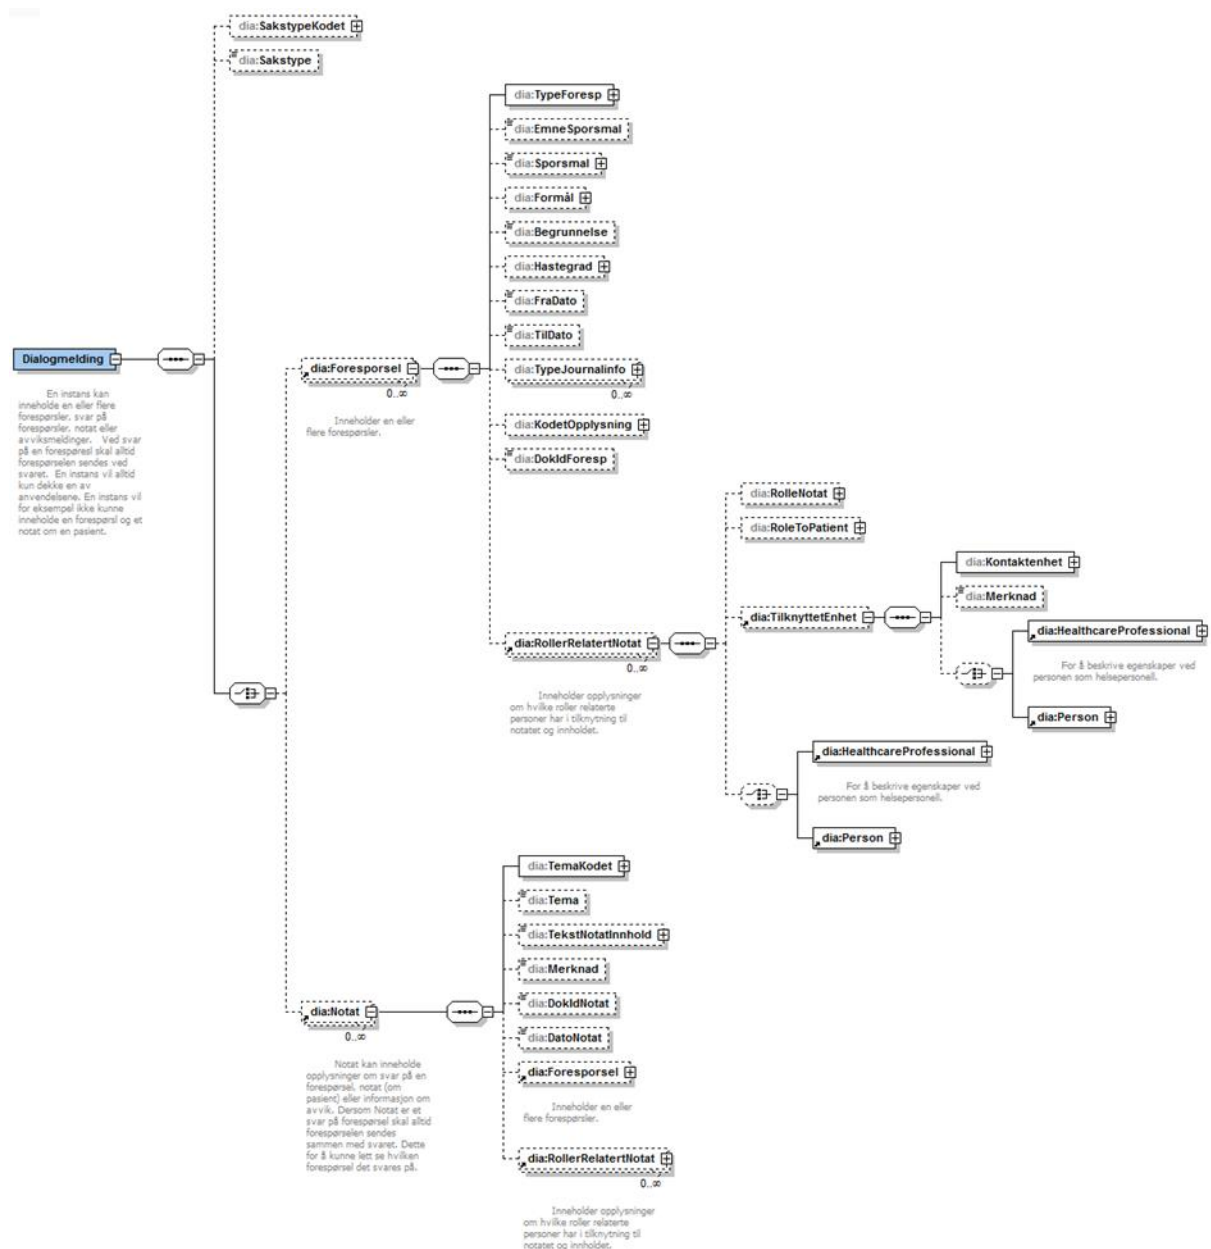 dia:SakstypeKodet
dia:Sakstype
dia:TypeForesp
dia:EmneSporsmal
dia:Sporsmal
dia:Formål
dia:Begrunnelse
dia:Hastegrad
dia:FraDato
dia:TilDato
Dialogmelding
En instans kan
inneholde en eller flere
forespørsler, svar på
forespørsler, notat eller
avviksmeldinger. Ved svar
på en forespøresl skal alltid
forespørselen sendes ved
svaret. En instans vil alltid
kun dekke en av
anvendelsene. En instans vil
for eksempel ikke kunne
inneholde en forespørsl og et
notat om en pasient.
dia:Foresporsel
0..∞
Inneholder en eller
flere forespørsler.
dia:TypeJournalinfo
0..∞
dia:KodetOpplysning
dia:DokIdForesp
dia:RolleNotat
dia:RoleToPatient
dia:Kontaktenhet
dia:Merknad
dia:TilknyttetEnhet
dia:HealthcareProfessional
For å beskrive egenskaper ved
personen som helsepersonell.
dia:Person
dia:RollerRelatertNotat
0..∞
Inneholder opplysninger
om hvilke roller relaterte
personer har i tilknytning til
notatet og innholdet.
dia:HealthcareProfessional
For å beskrive egenskaper ved
personen som helsepersonell.
dia:Person
dia:TemaKodet
dia:Tema
dia:TekstNotatInnhold
dia:Merknad
dia:DokIdNotat
dia:DatoNotat
dia:Notat
0..∞
Notat kan inneholde
opplysninger om svar på en
forespørsel, notat (om
pasient) eller informasjon om
avvik. Dersom Notat er et
svar på forespørsel skal alltid
forespørselen sendes
sammen med svaret. Dette
for å kunne lett se hvilken
forespørsel det svares på.
dia:Foresporsel
Inneholder en eller
flere forespørsler.
dia:RollerRelatertNotat
0..∞
Inneholder opplysninger
om hvilke roller relaterte
personer har i tilknytning til
notatet og innholdet.